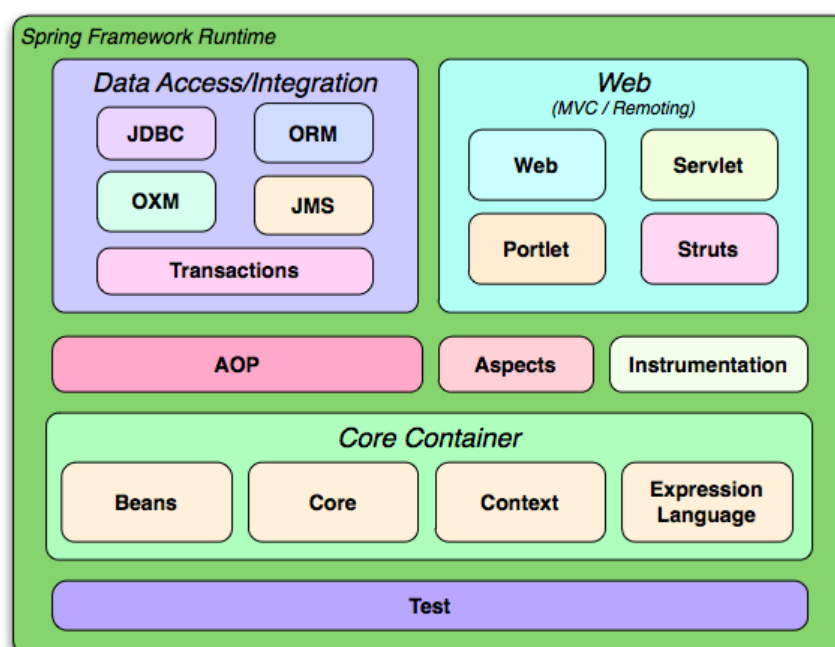 Spring Framework Runtime
Data Access/Integration
JDBC
ORM
OXM
JMS
Transactions
Web
(MVC / Remoting)
Web
Servlet
Portlet
Struts
AOP
Aspects
Instrumentation
Core Container
Beans
Core
Context
Expression
Language
Test